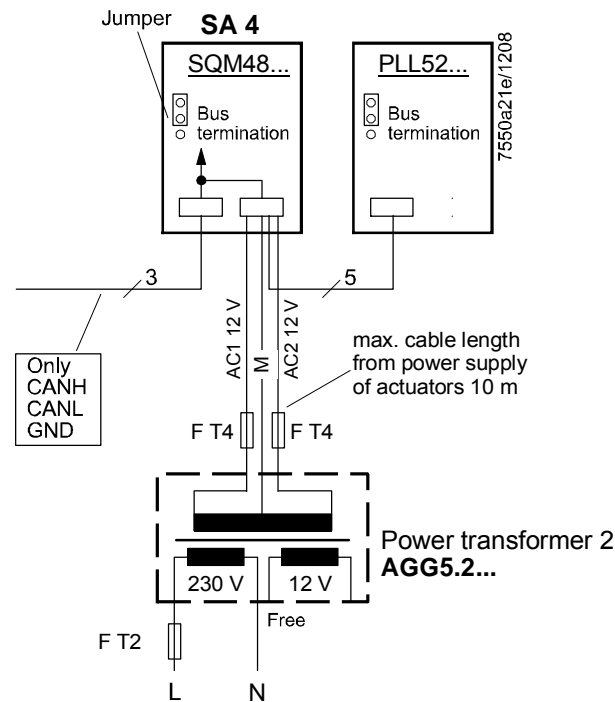 Jumper
SA 4
SQM48...
PLL52...
7550a21e/1208
Bus
termination
Bus
termination
3
5
Only
CANH
CANL
GND
AC1 12 V
M
AC2 12 V
max. cable length
from power supply
of actuators 10 m
F T4
F T4
Power transformer 2
AGG5.2...
230 V
12 V
Free
F T2
L
N